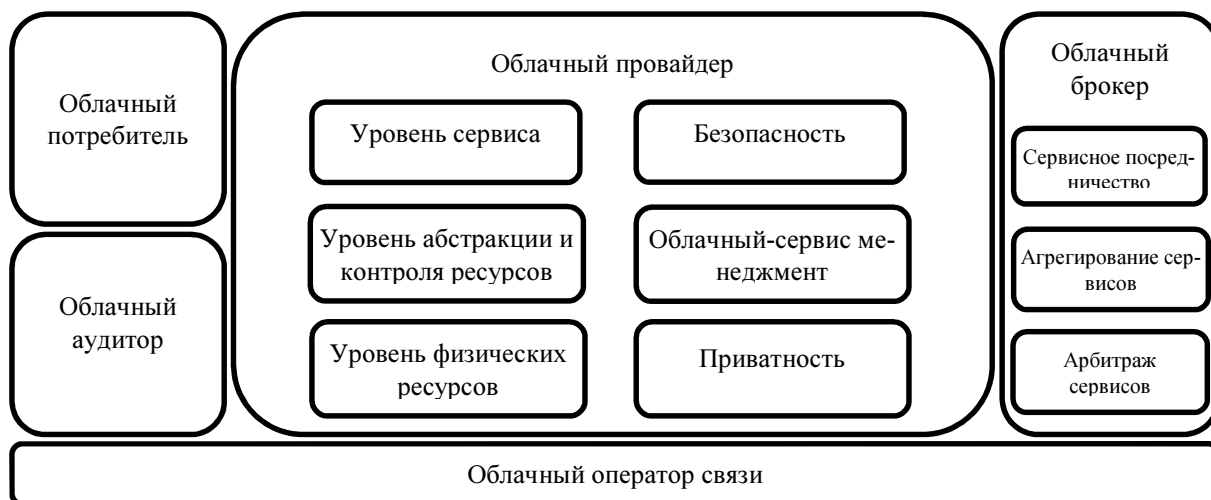 Облачный
потребитель
Облачный
аудитор
Облачный провайдер
Уровень сервиса
Безопасность
Уровень абстракции и
контроля ресурсов
Облачный-сервис ме-
неджмент
Уровень физических
ресурсов
Приватность
Облачный
брокер
Сервисное посред-
ничество
Агрегирование сер-
висов
Арбитраж
сервисов
Облачный оператор связи